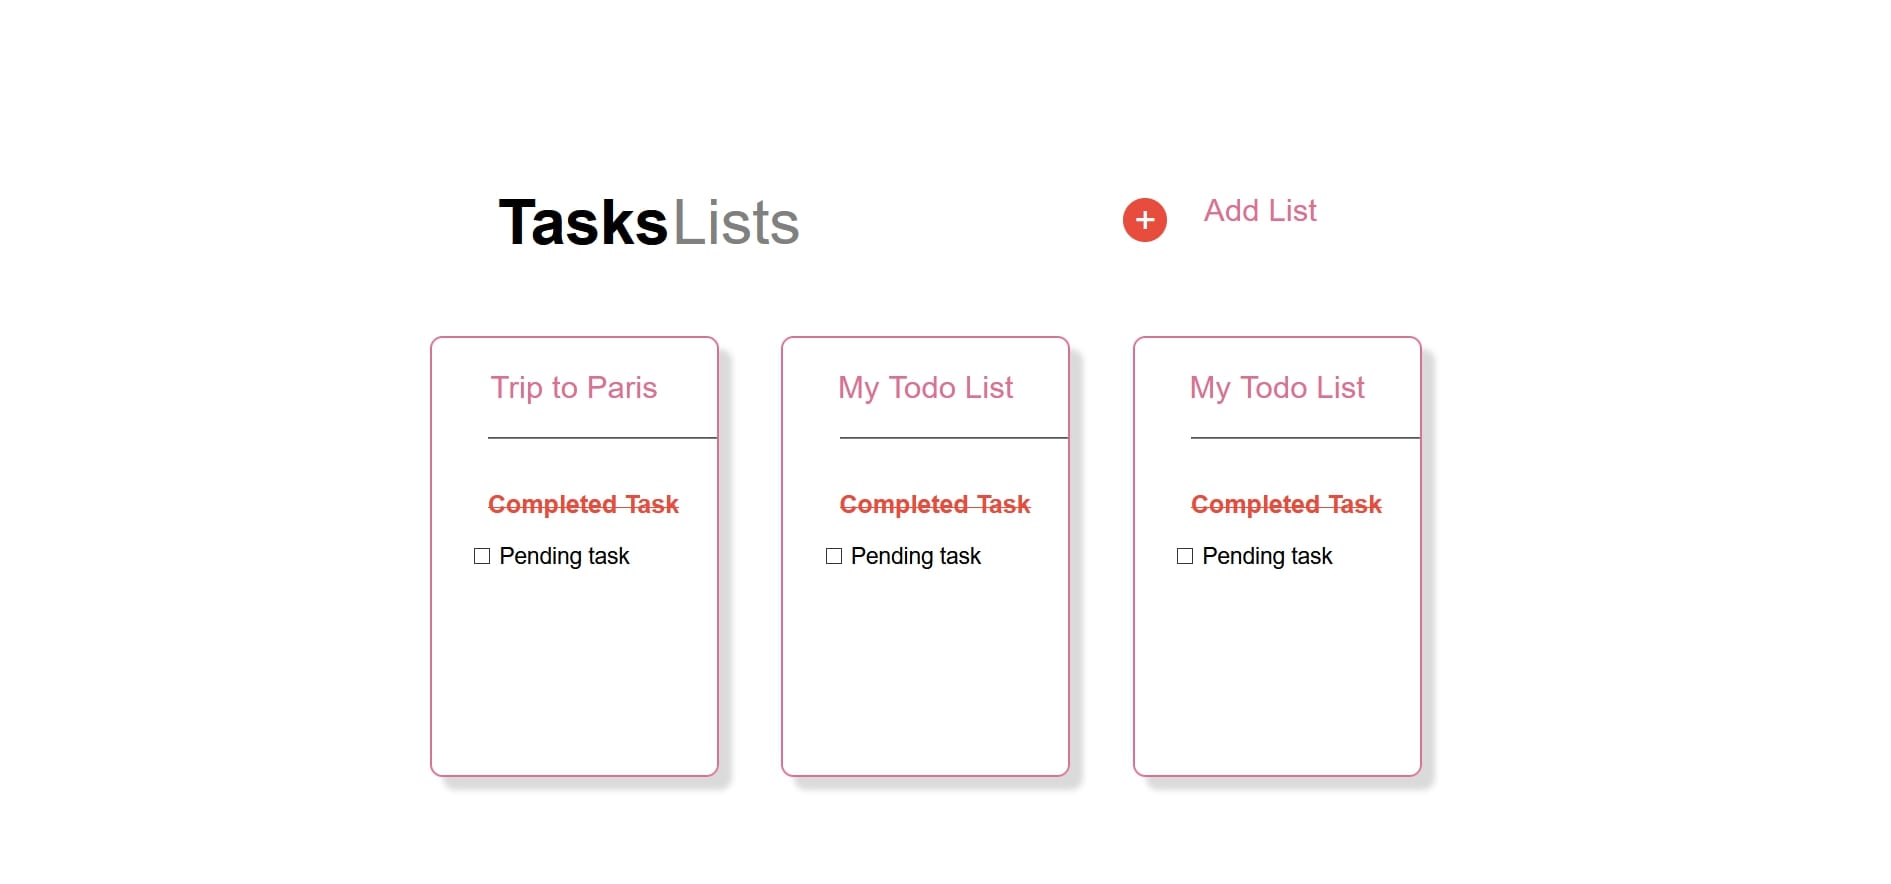 TasksLists
+ Add List
Trip to Paris
Completed Task
Pending task
My Todo List
Completed Task
Pending task
My Todo List
Completed Task
Pending task